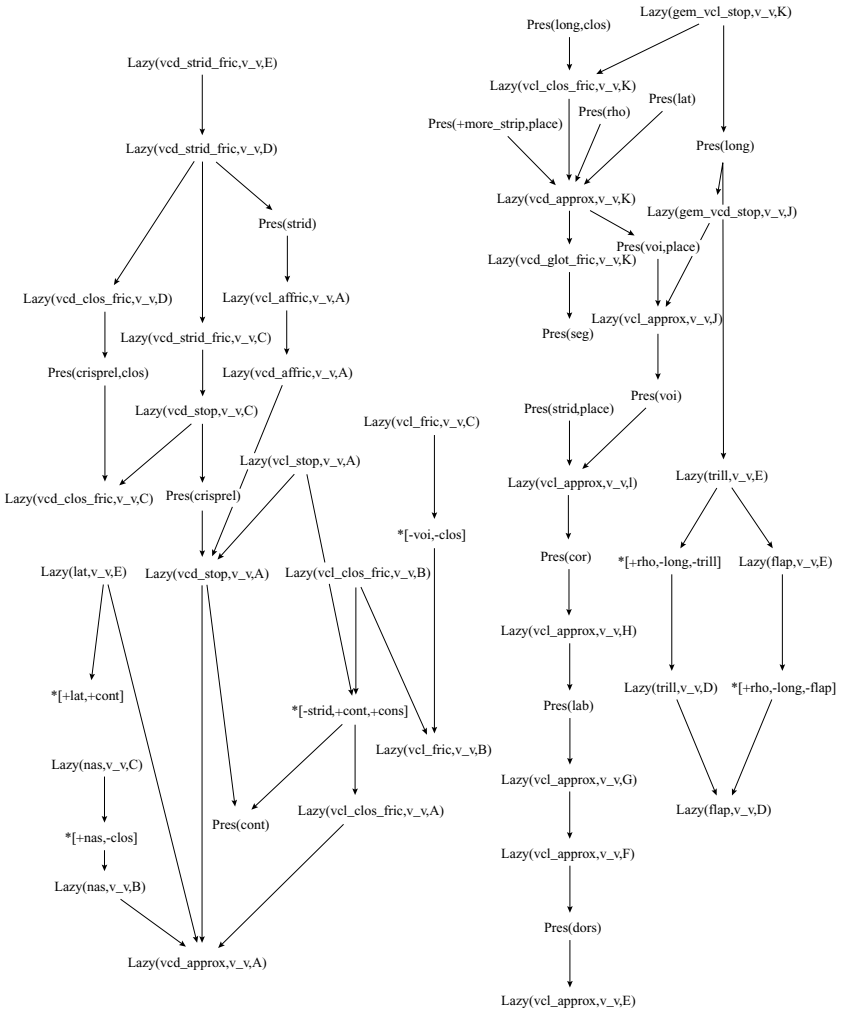 Lazy(vcd_strid_fric,v_v,E)
Lazy(vcd_strid_fric,v_v,D)
Pres(strid)
Lazy(vcd_clos_fric,v_v,D)
Lazy(vcl_affric,v_v,A)
Lazy(vcd_strid_fric,v_v,C)
Pres(crisprel,clos)
Lazy(vcd_affric,v_v,A)
Lazy(vcd_stop,v_v,C)
Lazy(vcl_fric,v_v,C)
Lazy(vcl_stop,v_v,A)
Lazy(vcd_clos_fric,v_v,C)
Pres(crisprel)
*[-voi,-clos]
Lazy(lat,v_v,E)
Lazy(vcd_stop,v_v,A)
Lazy(vcl_clos_fric,v_v,B)
*[+lat,+cont]
*[-strid,+cont,+cons]
Lazy(vcl_fric,v_v,B)
Lazy(nas,v_v,C)
Lazy(vcl_clos_fric,v_v,A)
Pres(cont)
*[+nas,-clos]
Lazy(nas,v_v,B)
Lazy(vcd_approx,v_v,A)
Lazy(gem_vcl_stop,v_v,K)
Pres(long,clos)
Lazy(vcl_clos_fric,v_v,K)
Pres(lat)
Pres(rho)
Pres(+more_strip,place)
Pres(long)
Lazy(vcd_approx,v_v,K)
Lazy(gem_vcd_stop,v_v,J)
Pres(voi,place)
Lazy(vcd_glot_fric,v_v,K)
Lazy(vcl_approx,v_v,J)
Pres(seg)
Pres(voi)
Pres(strid,place)
Lazy(vcl_approx,v_v,l)
Lazy(trill,v_v,E)
Pres(cor)
*[+rho,-long,-trill]
Lazy(flap,v_v,E)
Lazy(vcl_approx,v_v,H)
Lazy(trill,v_v,D)
*[+rho,-long,-flap]
Pres(lab)
Lazy(vcl_approx,v_v,G)
Lazy(flap,v_v,D)
Lazy(vcl_approx,v_v,F)
Pres(dors)
Lazy(vcl_approx,v_v,E)